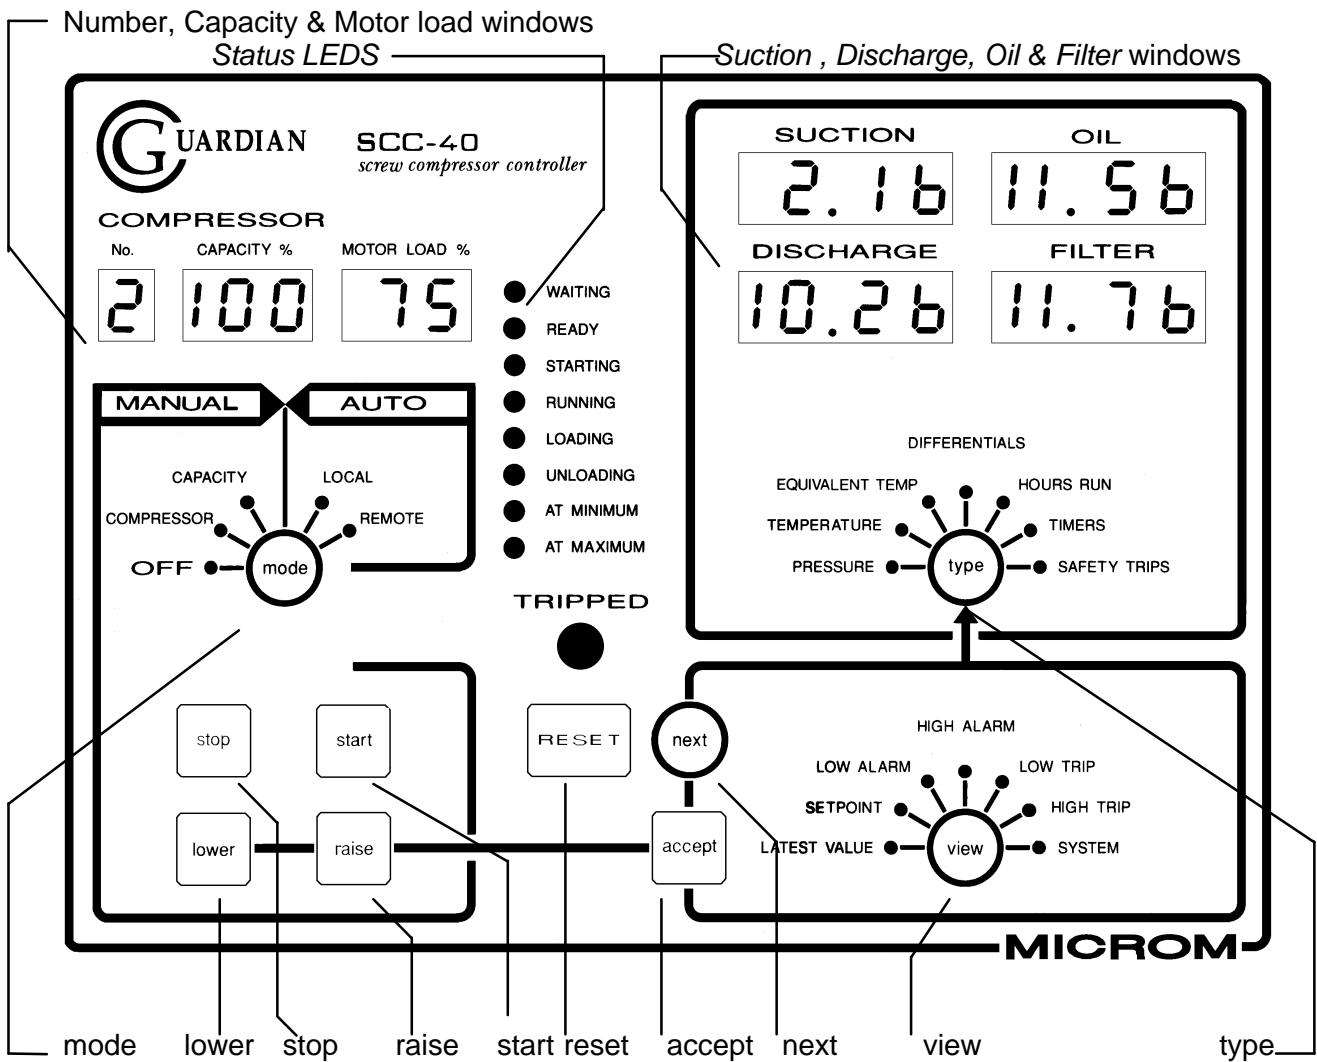 Number, Capacity & Motor load windows
Status LEDS
Suction , Discharge, Oil & Filter windows
GUARDIAN
SCC-40
screw compressor controller
COMPRESSOR
No.
CAPACITY %
MOTOR LOAD %
2
100
75
SUCTION
OIL
2.1b
11.5b
DISCHARGE
FILTER
10.2b
11.7b
WAITING
READY
STARTING
RUNNING
LOADING
UNLOADING
AT MINIMUM
AT MAXIMUM
TRIPPED
MANUAL
AUTO
CAPACITY
LOCAL
COMPRESSOR
REMOTE
OFF
mode
DIFFERENTIALS
EQUIVALENT TEMP
HOURS RUN
TEMPERATURE
TIMERS
PRESSURE
type
SAFETY TRIPS
stop
start
RESET
next
lower
raise
accept
HIGH ALARM
LOW ALARM
LOW TRIP
SETPOINT
HIGH TRIP
LATEST VALUE
view
SYSTEM
MICROM
mode
lower
stop
raise
start
reset
accept
next
view
type